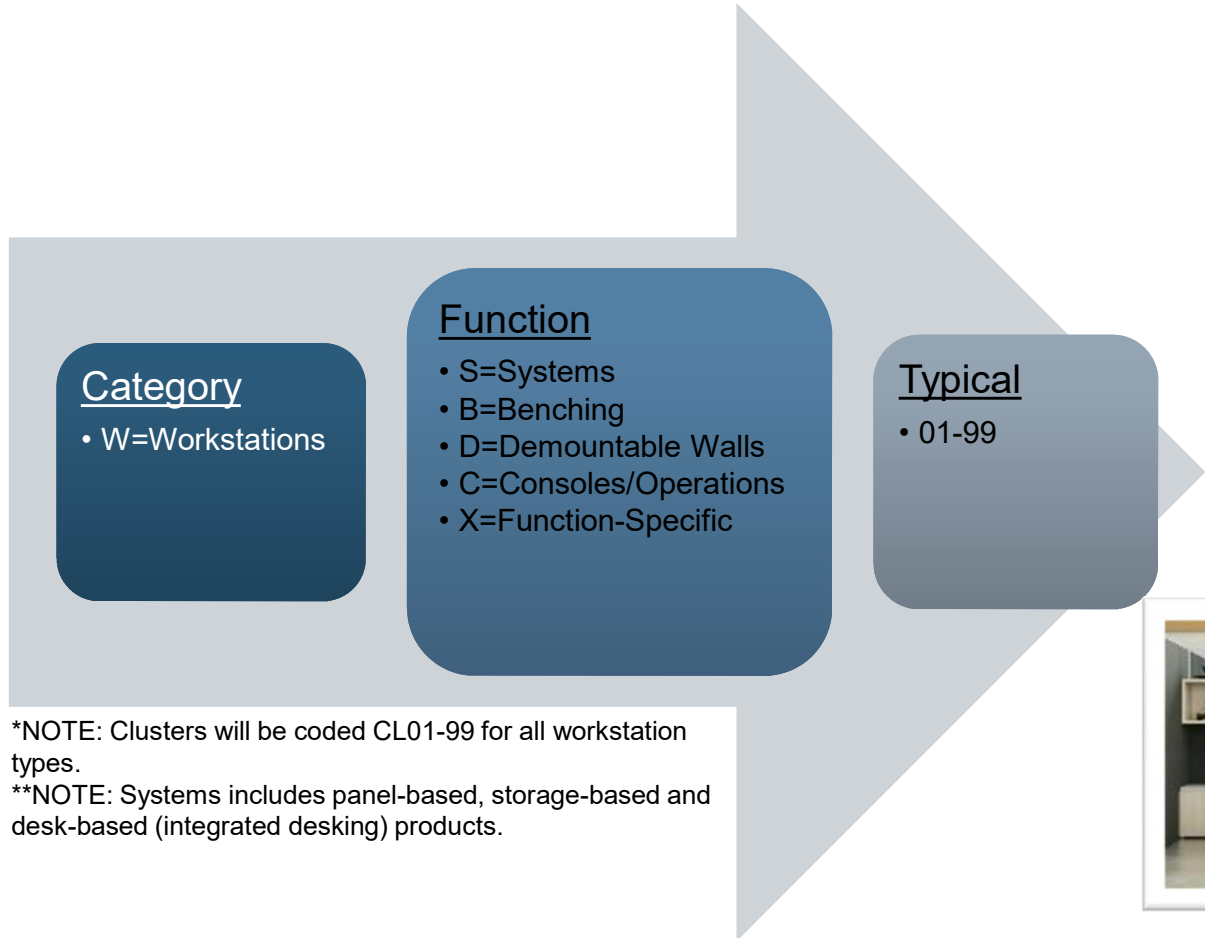 Category
• W=Workstations
Function
• S=Systems
• B=Benching
• D=Demountable Walls
• C=Consoles/Operations
• X=Function-Specific
Typical
• 01-99
*NOTE: Clusters will be coded CL01-99 for all workstation
types.
**NOTE: Systems includes panel-based, storage-based and
desk-based (integrated desking) products.